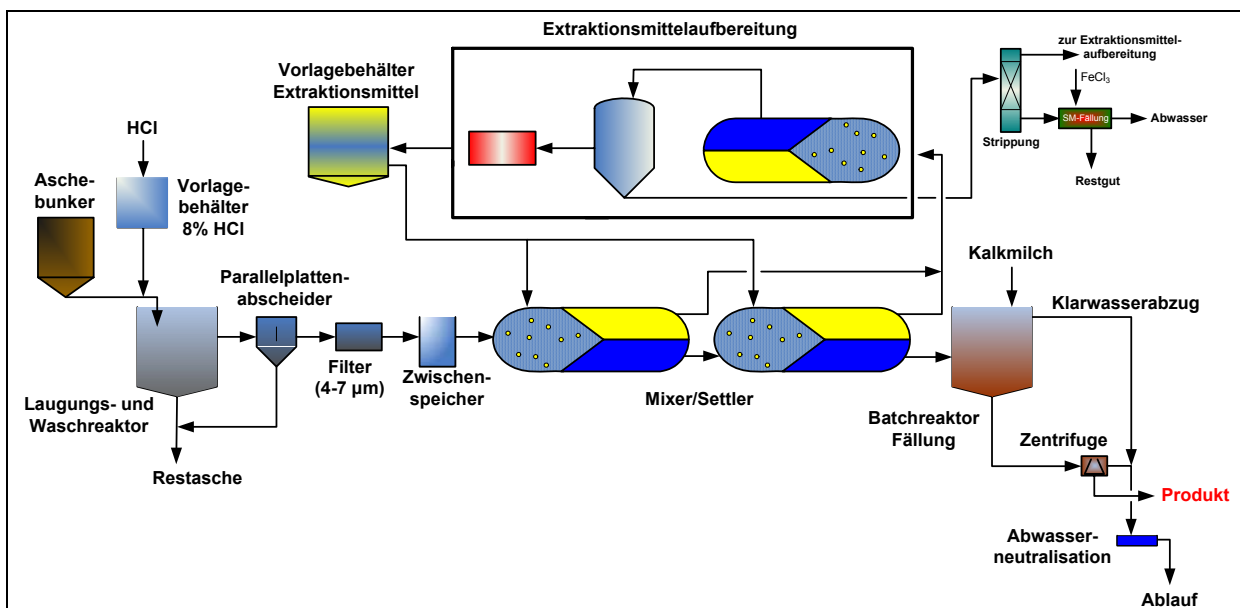 Extraktionsmittelaufbereitung
zur Extraktionsmittel-
aufbereitung
FeCl₃
SM-Fällung
Abwasser
Strippung
Restgut
Vorlagebehälter
Extraktionsmittel
HCl
Asche-
bunker
Vorlage-
behälter
8% HCl
Parallelplatten-
abscheider
Filter
(4-7 µm)
Zwischen-
speicher
Laugungs- und
Waschreaktor
Restasche
Mixer/Settler
Kalkmilch
Klarwasserabzug
Batchreaktor
Fällung
Zentrifuge
Produkt
Abwasser-
neutralisation
Ablauf